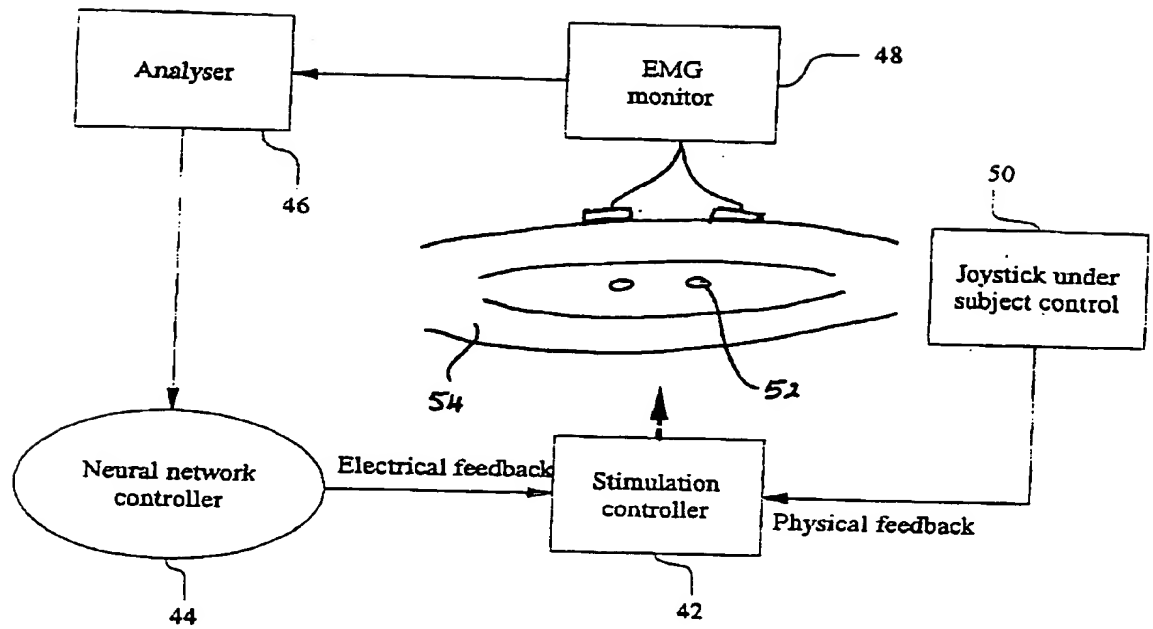 Analyser
EMG
monitor
48
46
50
Joystick under
subject control
54
52
Neural network
controller
Electrical feedback
Stimulation
controller
Physical feedback
44
42